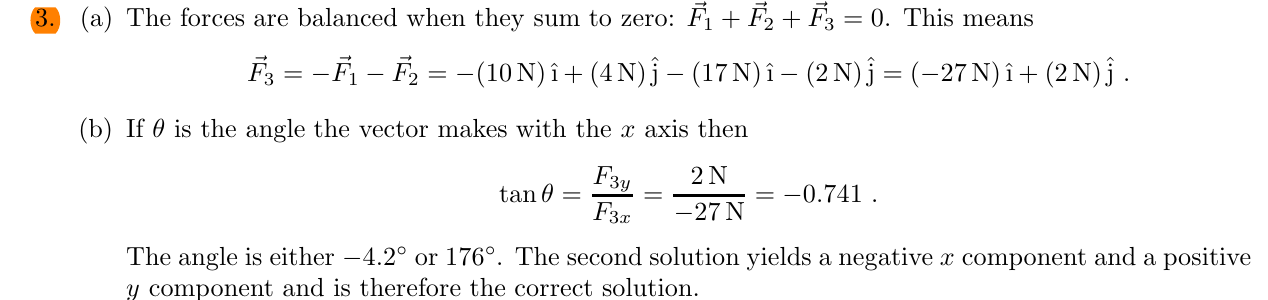 3. (a) The forces are balanced when they sum to zero: F⃗₁ + F⃗₂ + F⃗₃ = 0. This means
F⃗₃ = −F⃗₁ − F⃗₂ = −(10 N) î + (4 N) ĵ − (17 N) î − (2 N) ĵ = (−27 N) î + (2 N) ĵ .
(b) If θ is the angle the vector makes with the x axis then
tan θ = F₃y / F₃x = 2 N / −27 N = −0.741 .
The angle is either −4.2° or 176°. The second solution yields a negative x component and a positive
y component and is therefore the correct solution.